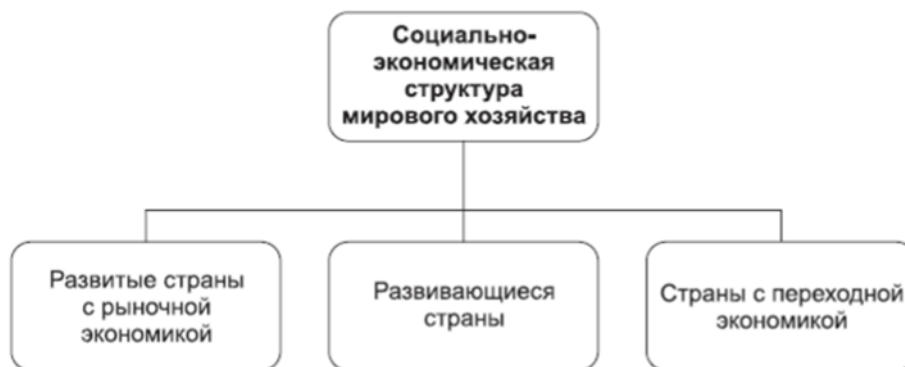 Социально-
экономическая
структура
мирового хозяйства
Развитые страны
с рыночной
экономикой
Развивающиеся
страны
Страны с переходной
экономикой